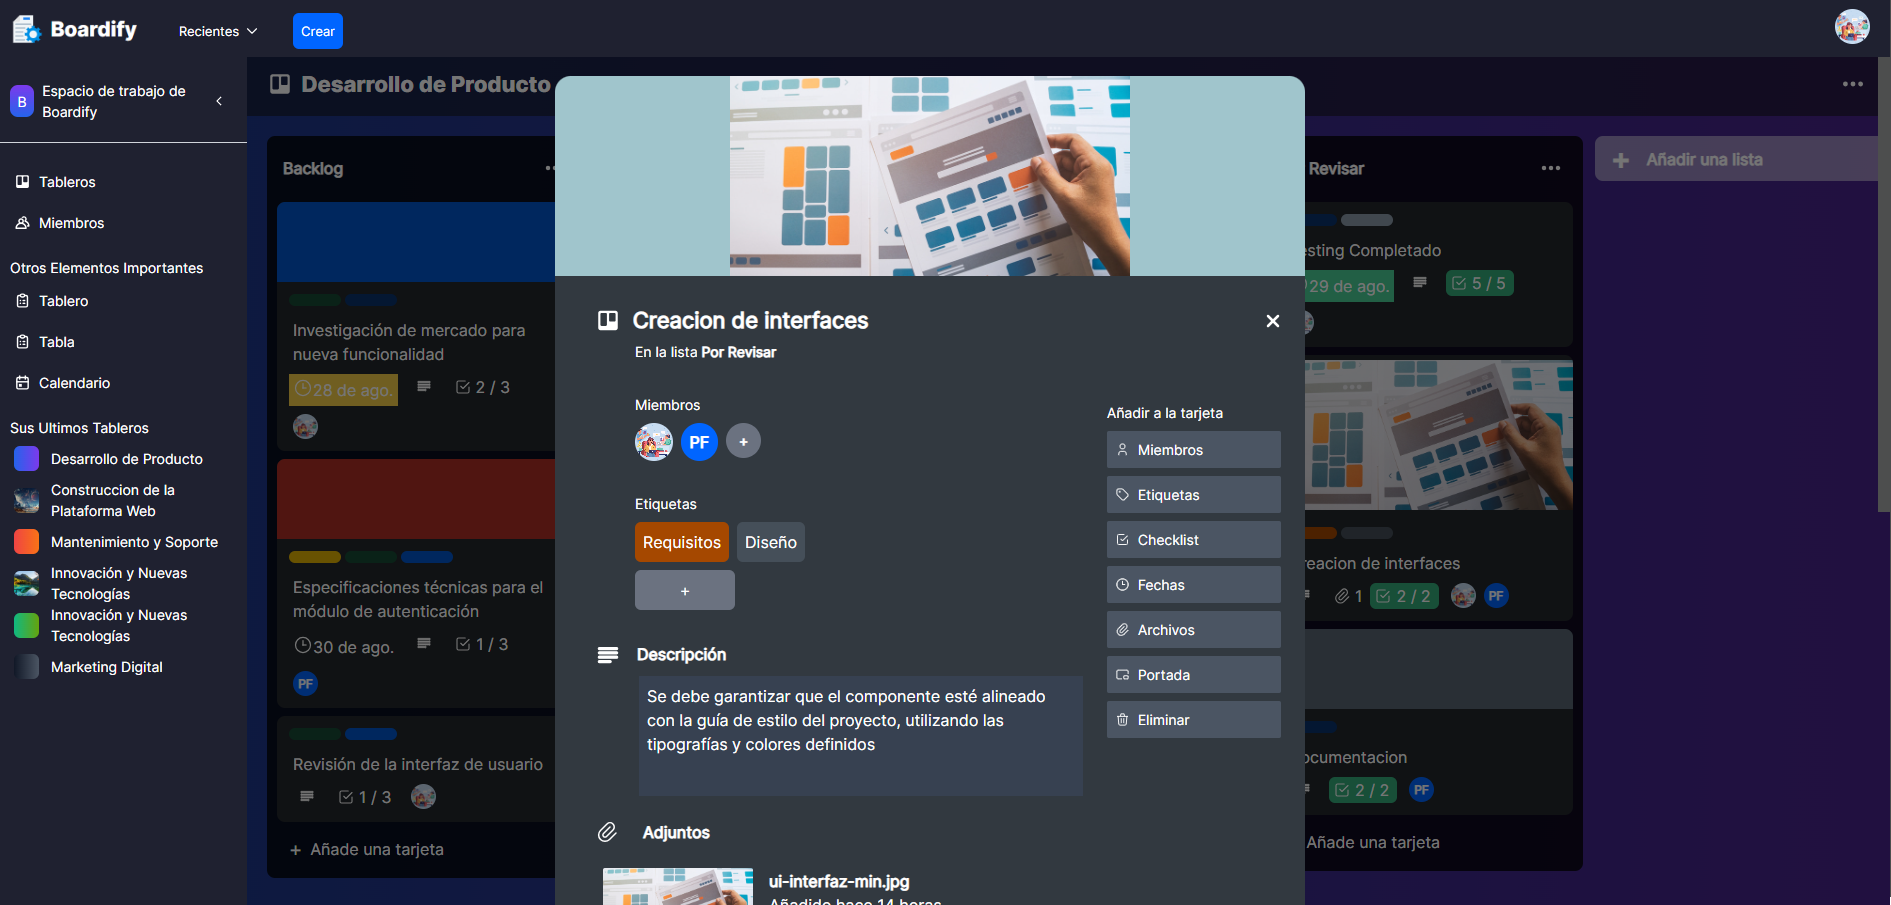 Boardify
Recientes
Crear
B
Espacio de trabajo de
Boardify
Tableros
Miembros
Otros Elementos Importantes
Tablero
Tabla
Calendario
Sus Ultimos Tableros
Desarrollo de Producto
Construccion de la
Plataforma Web
Mantenimiento y Soporte
Innovación y Nuevas
Tecnologías
Innovación y Nuevas
Tecnologías
Marketing Digital
Desarrollo de Producto
Backlog
Investigación de mercado para
nueva funcionalidad
28 de ago.
2 / 3
Especificaciones técnicas para el
módulo de autenticación
30 de ago.
1 / 3
PF
Revisión de la interfaz de usuario
1 / 3
+ Añade una tarjeta
Creacion de interfaces
En la lista Por Revisar
Miembros
PF
+
Etiquetas
Requisitos
Diseño
+
Descripción
Se debe garantizar que el componente esté alineado
con la guía de estilo del proyecto, utilizando las
tipografías y colores definidos
Adjuntos
ui-interfaz-min.jpg
Añadido hace 14 horas
Añadir a la tarjeta
Miembros
Etiquetas
Checklist
Fechas
Archivos
Portada
Eliminar
Revisar
esting Completado
29 de ago.
5 / 5
reacion de interfaces
1
2 / 2
PF
ocumentacion
2 / 2
PF
Añade una tarjeta
+ Añadir una lista